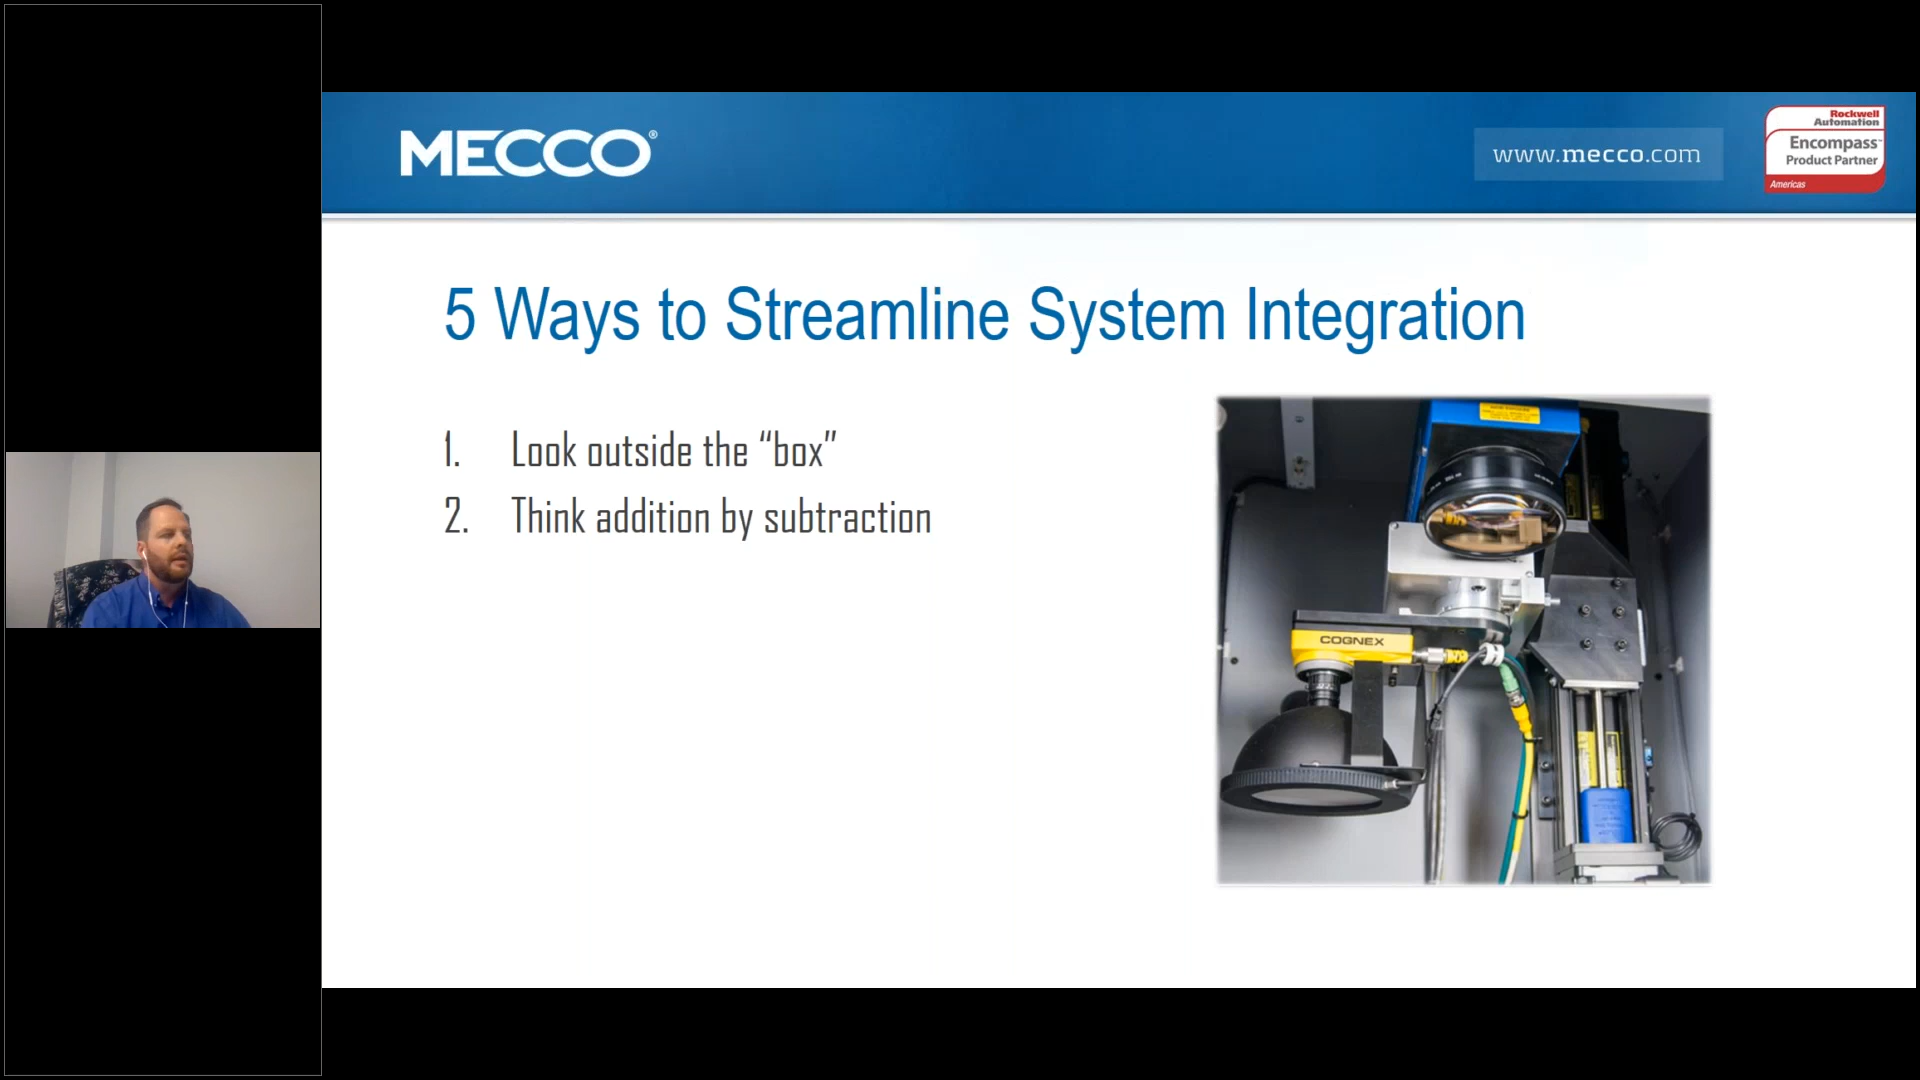 MECCO®
www.mecco.com
Rockwell
Automation
Encompass™
Product Partner
Americas
5 Ways to Streamline System Integration
1. Look outside the “box”
2. Think addition by subtraction
COGNEX